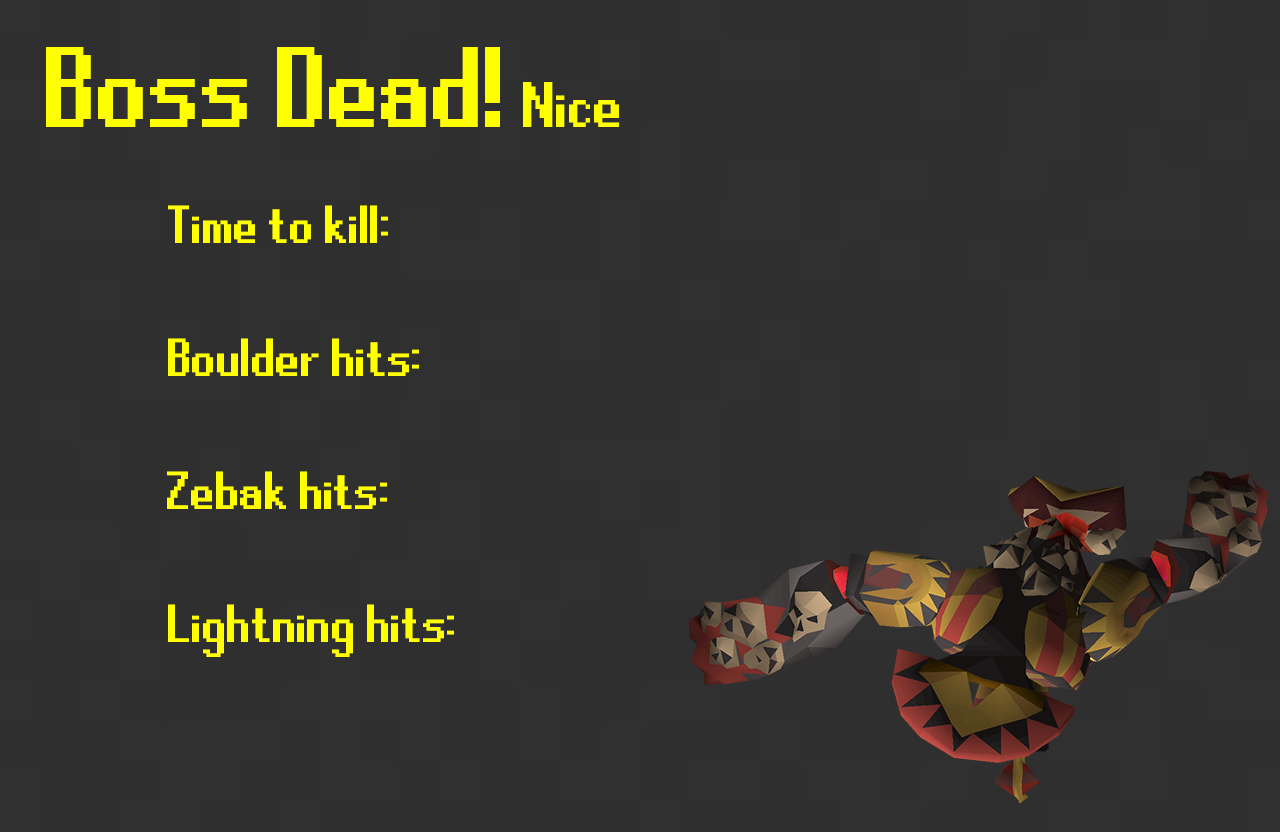 Boss Dead! Nice
Time to kill:
Boulder hits:
Zebak hits:
Lightning hits: